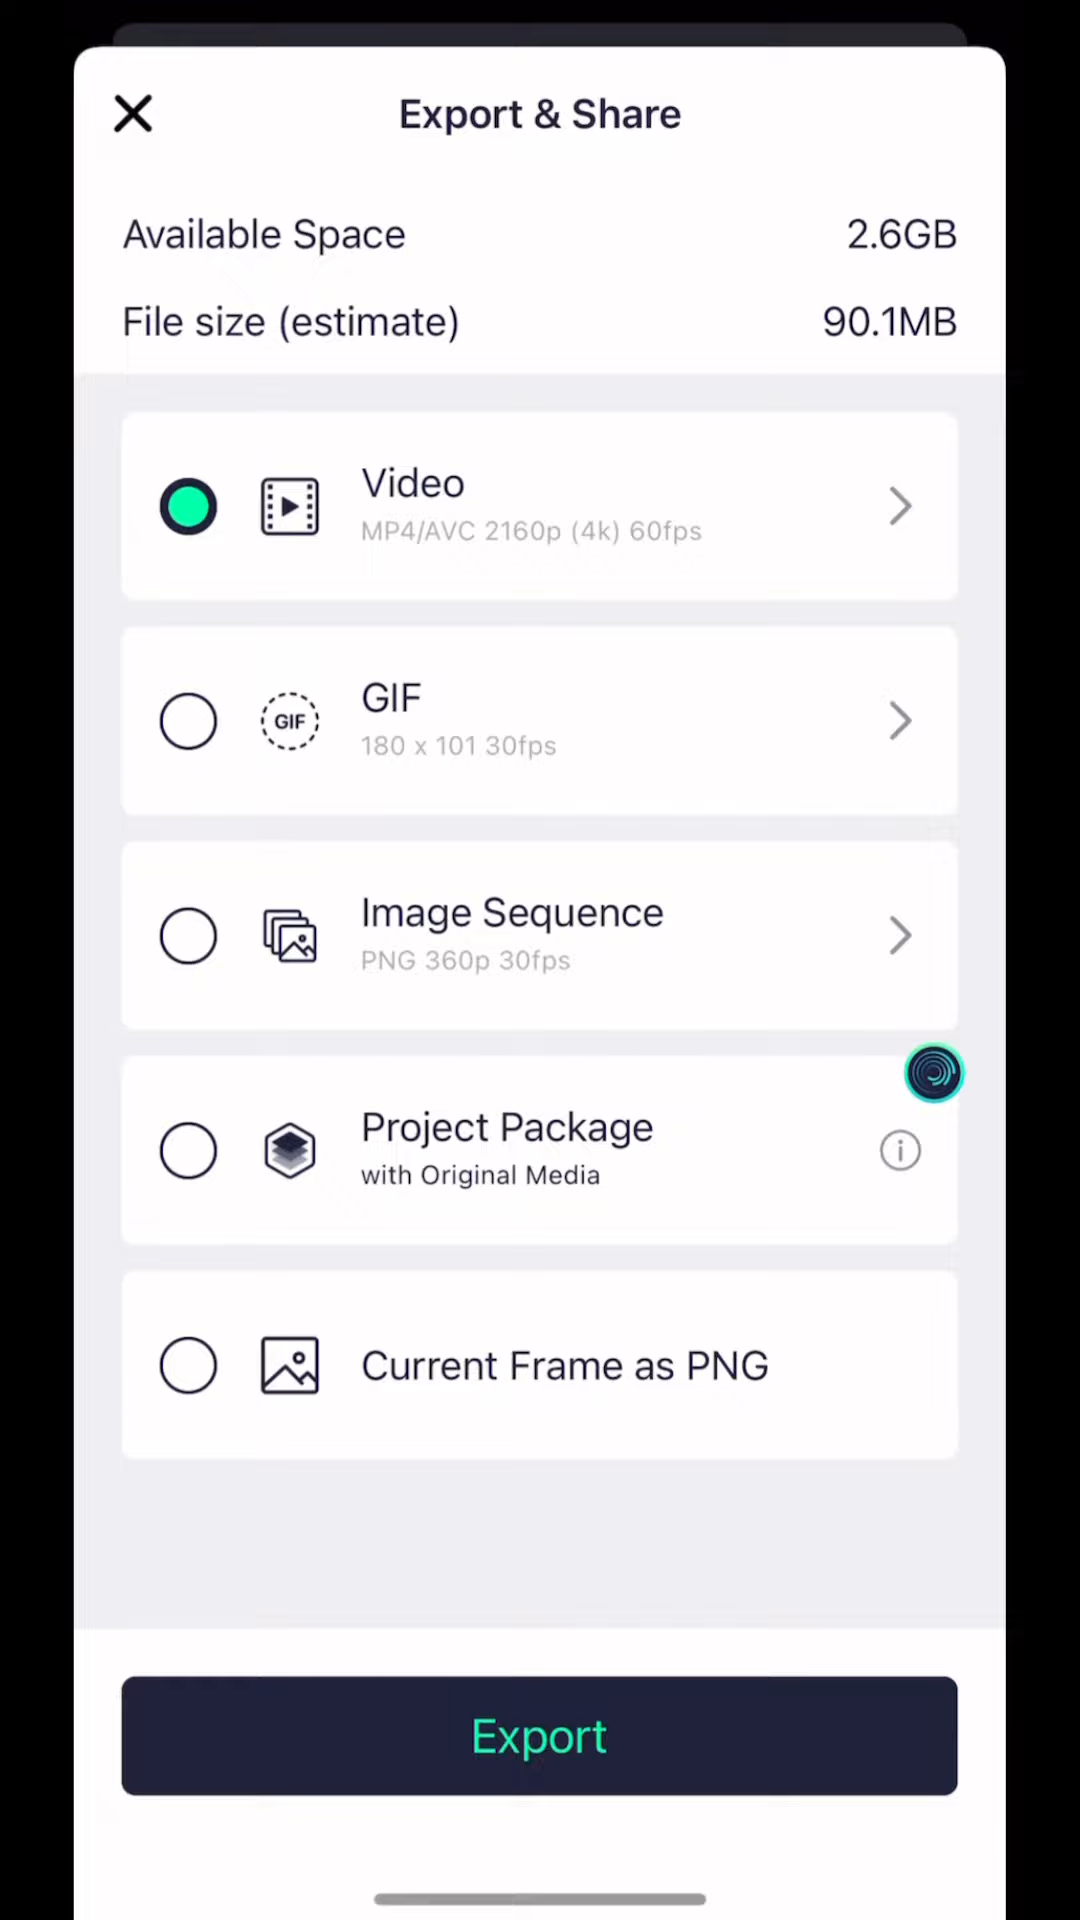 Export & Share
Available Space 2.6GB
File size (estimate) 90.1MB
Video
MP4/AVC 2160p (4k) 60fps
GIF
GIF
180 x 101 30fps
Image Sequence
PNG 360p 30fps
Project Package
with Original Media
Current Frame as PNG
Export